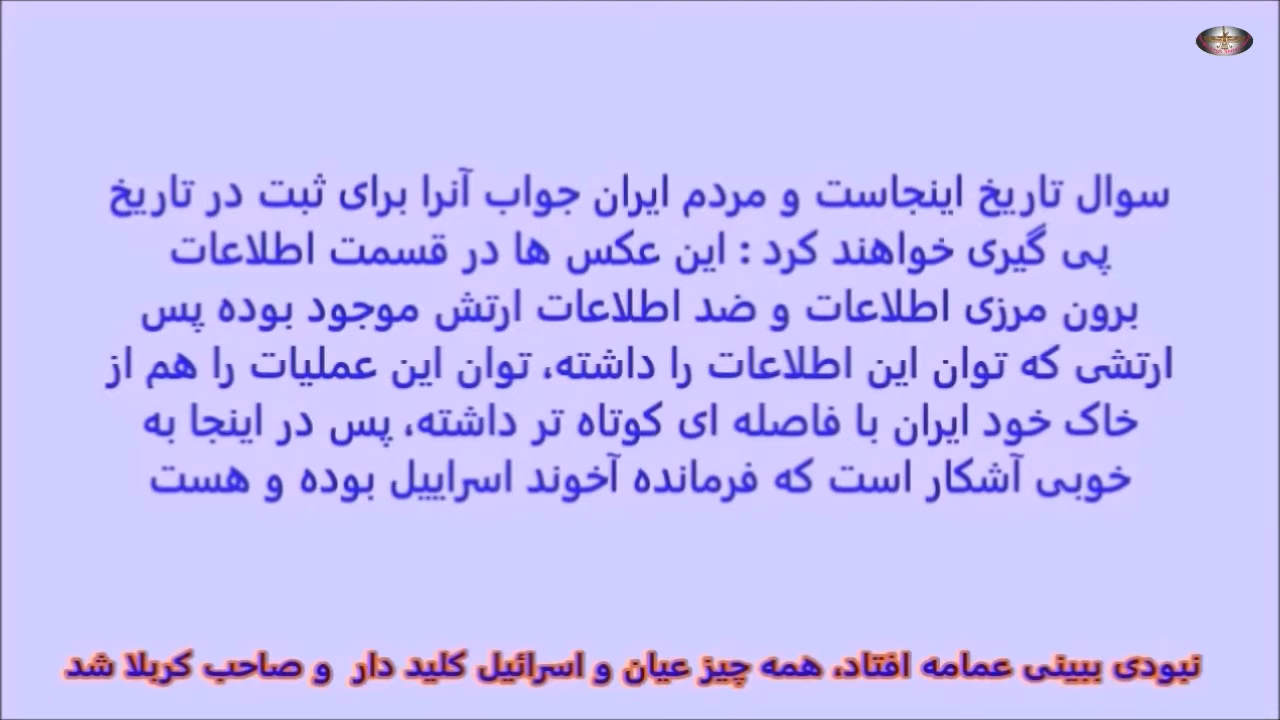 سوال تاریخ اینجاست و مردم ایران جواب آنرا برای ثبت در تاریخ
پی گیری خواهند کرد : این عکس ها در قسمت اطلاعات
برون مرزی اطلاعات و ضد اطلاعات ارتش موجود بوده پس
ارتشی که توان این اطلاعات را داشته، توان این عملیات را هم از
خاک خود ایران با فاصله ای کوتاه تر داشته، پس در اینجا به
خوبی آشکار است که فرمانده آخوند اسراییل بوده و هست
نبودی ببینی عمامه افتاد، همه چیز عیان و اسرائیل کلید دار و صاحب کربلا شد